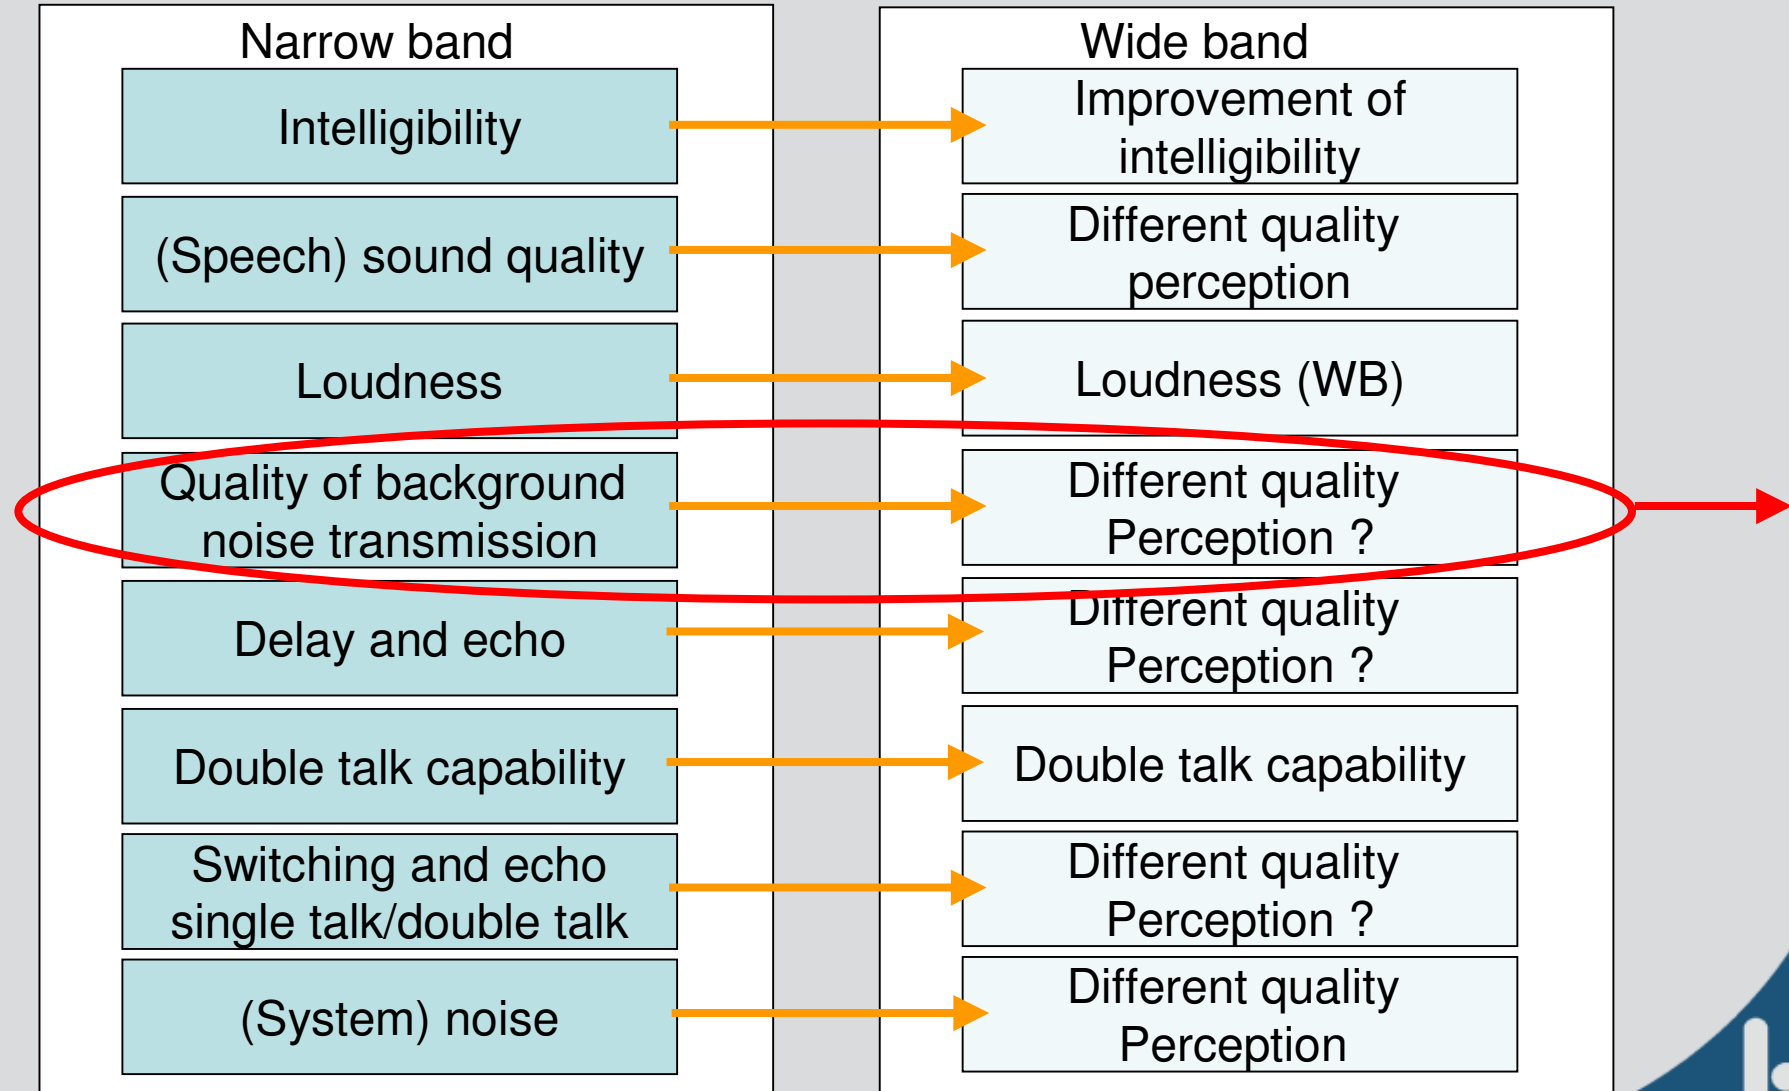 Narrow band
Intelligibility
(Speech) sound quality
Loudness
Quality of background
noise transmission
Delay and echo
Double talk capability
Switching and echo
single talk/double talk
(System) noise
Wide band
Improvement of
intelligibility
Different quality
perception
Loudness (WB)
Different quality
Perception ?
Different quality
Perception ?
Double talk capability
Different quality
Perception ?
Different quality
Perception